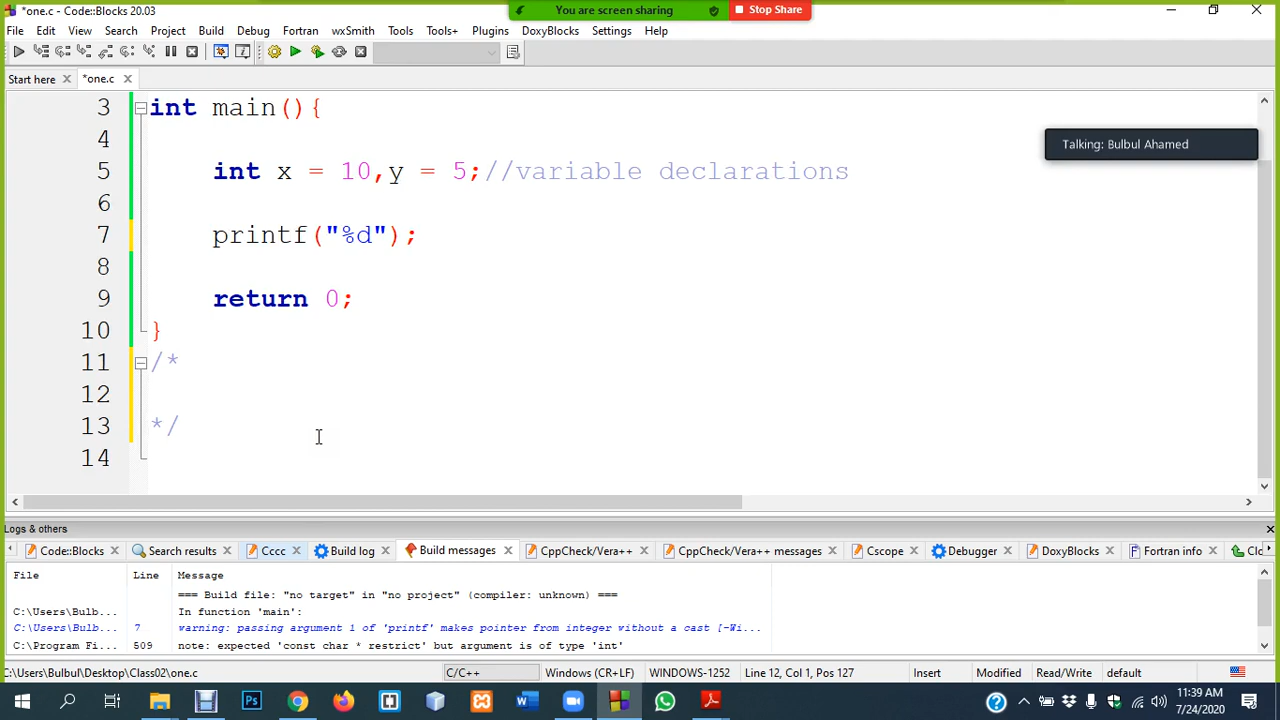 *one.c - Code::Blocks 20.03
You are screen sharing
Stop Share
File Edit View Search Project Build Debug Fortran wxSmith Tools Tools+ Plugins DoxyBlocks Settings Help
Start here
*one.c
3 int main(){
Talking: Bulbul Ahamed
4
5 int x = 10,y = 5;//variable declarations
6
7 printf("%d");
8
9 return 0;
10 }
11 /*
12
13 */
14
Logs & others
Code::Blocks Search results Cccc Build log Build messages CppCheck/Vera++ CppCheck/Vera++ messages Cscope Debugger DoxyBlocks Fortran info Clo
File Line Message
=== Build file: "no target" in "no project" (compiler: unknown) ===
C:\Users\Bulb... In function 'main':
C:\Users\Bulb... 7 warning: passing argument 1 of 'printf' makes pointer from integer without a cast [-Wi...
C:\Program Fi... 509 note: expected 'const char * restrict' but argument is of type 'int'
C:\Users\Bulbul\Desktop\Class02\one.c C/C++ Windows (CR+LF) WINDOWS-1252 Line 12, Col 1, Pos 127 Insert Modified Read/Write default
11:39 AM
7/24/2020